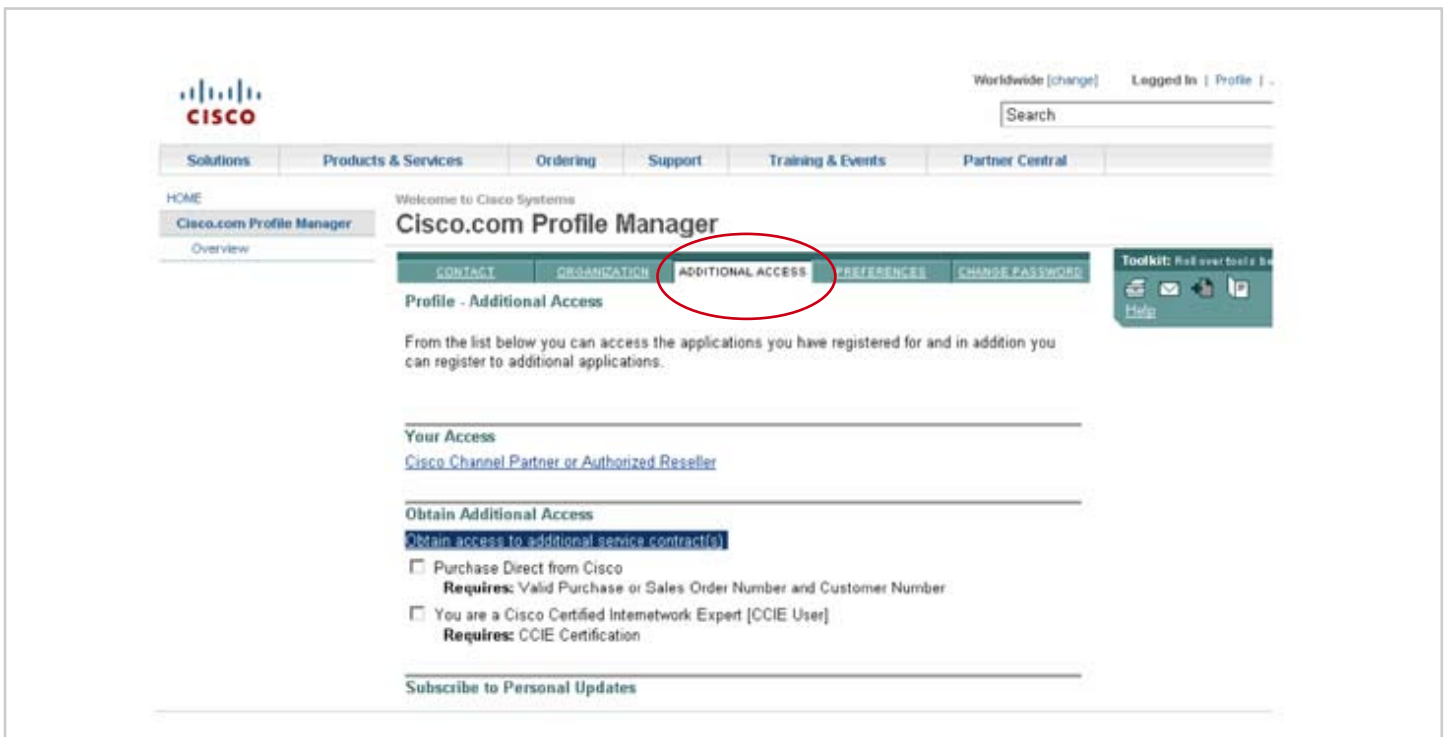 Worldwide [change] Logged In | Profile |
CISCO
Search
Solutions Products & Services Ordering Support Training & Events Partner Central
HOME
Cisco.com Profile Manager
Overview
Welcome to Cisco Systems
Cisco.com Profile Manager
CONTACT ORGANIZATION ADDITIONAL ACCESS PREFERENCES CHANGE PASSWORD
Toolkit: Roll over tools be
Help
Profile - Additional Access
From the list below you can access the applications you have registered for and in addition you
can register to additional applications.
Your Access
Cisco Channel Partner or Authorized Reseller
Obtain Additional Access
Obtain access to additional service contract(s)
Purchase Direct from Cisco
Requires: Valid Purchase or Sales Order Number and Customer Number
You are a Cisco Certified Internetwork Expert [CCIE User]
Requires: CCIE Certification
Subscribe to Personal Updates